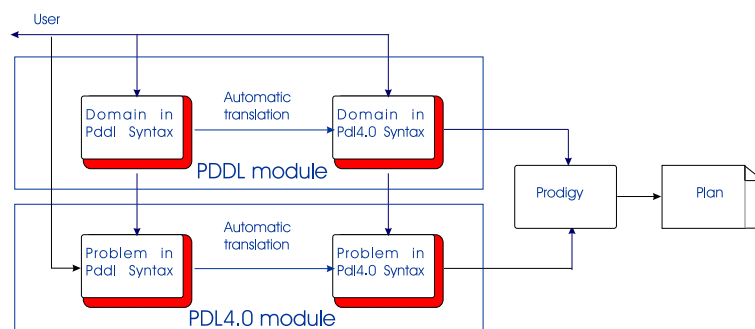 User
Domain in
Pddl Syntax
Automatic
translation
Domain in
Pdl4.0 Syntax
PDDL module
Prodigy
Plan
Problem in
Pddl Syntax
Automatic
translation
Problem in
Pdl4.0 Syntax
PDL4.0 module